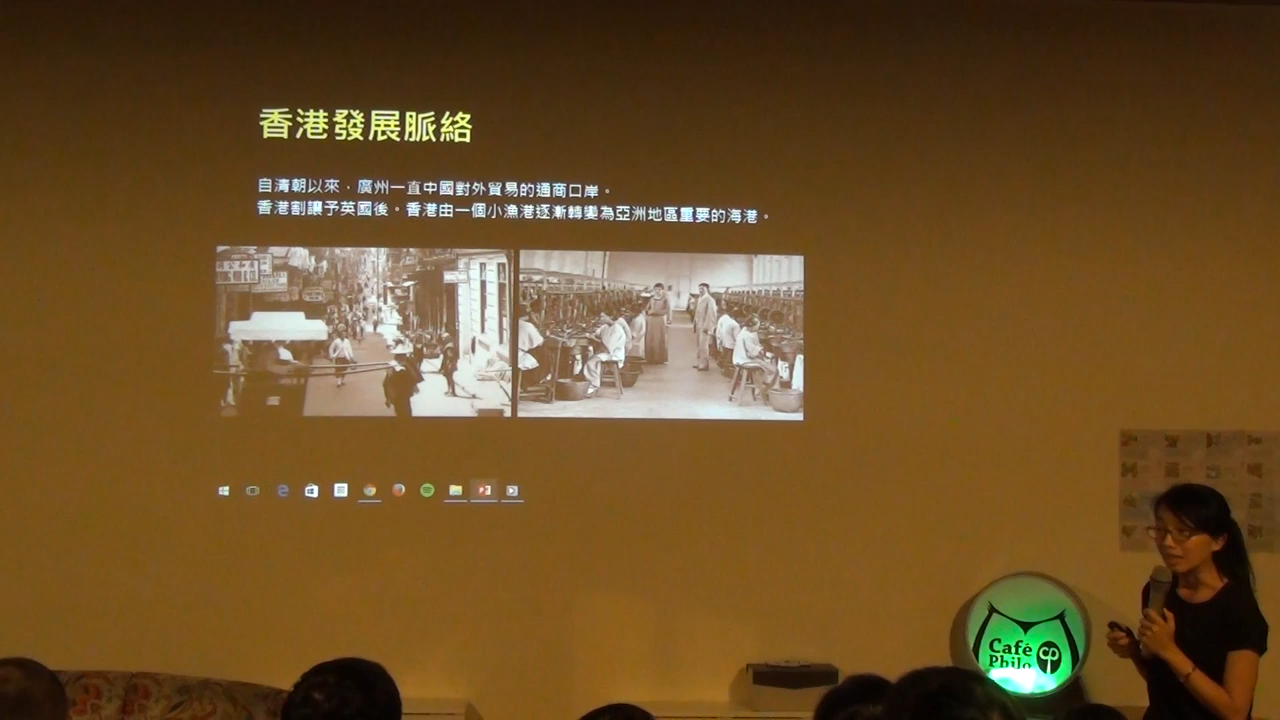 香港發展脈絡
自清朝以來,廣州一直中國對外貿易的通商口岸。
香港割讓予英國後。香港由一個小漁港逐漸轉變為亞洲地區重要的海港。
Café
Philo
cp